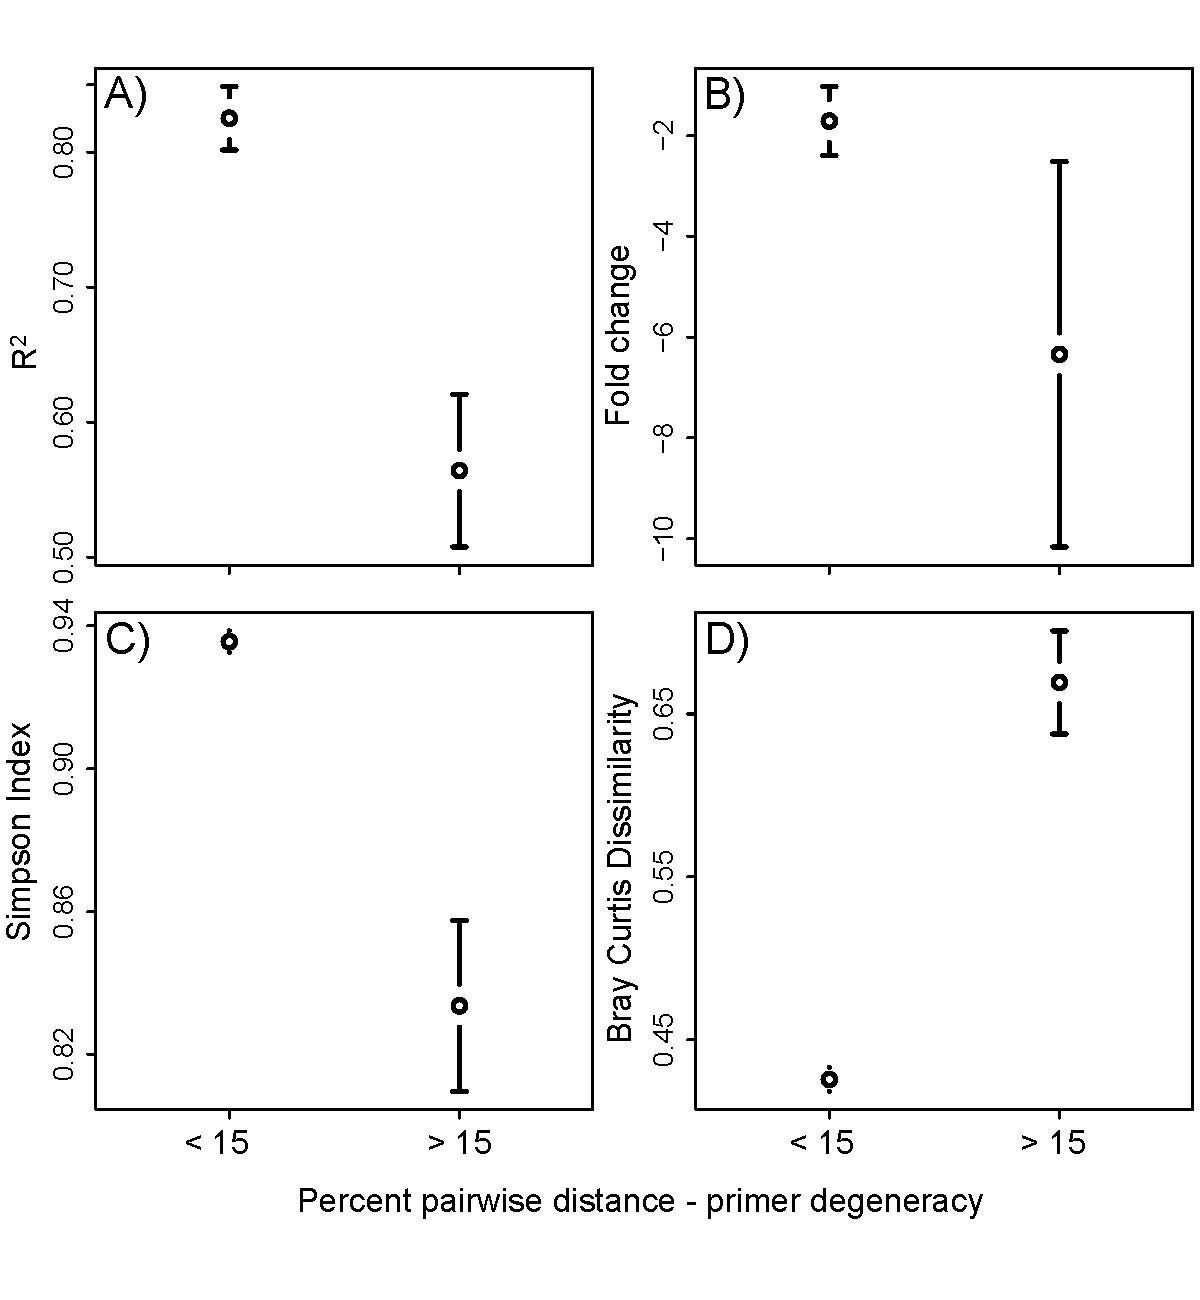 A)
0.80
0.70
0.60
0.50
R²
B)
−2
−4
−6
−8
−10
Fold change
C)
0.94
0.90
0.86
0.82
Simpson Index
< 15
> 15
D)
0.65
0.55
0.45
Bray Curtis Dissimilarity
< 15
> 15
Percent pairwise distance - primer degeneracy